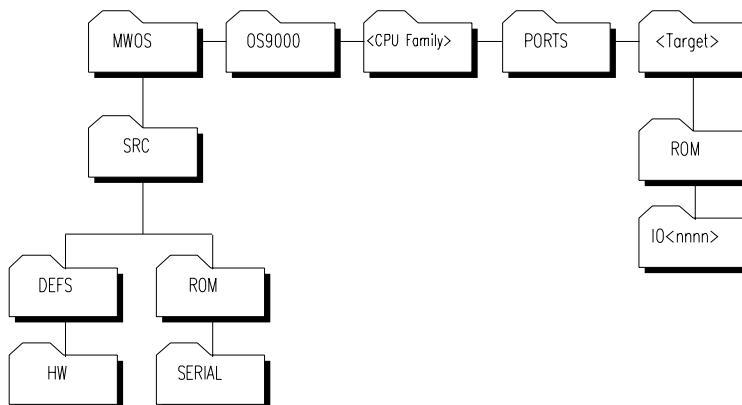 MWOS
OS9000
<CPU Family>
PORTS
<Target>
SRC
ROM
IO<nnnn>
DEFS
ROM
HW
SERIAL